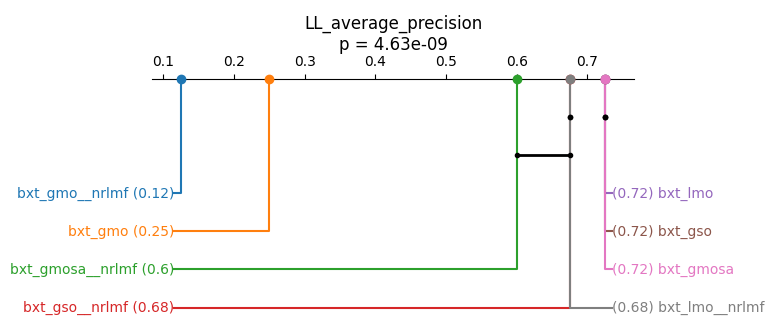 LL_average_precision
p = 4.63e-09
0.1 0.2 0.3 0.4 0.5 0.6 0.7
bxt_gmo__nrlmf (0.12) (0.72) bxt_lmo
bxt_gmo (0.25) (0.72) bxt_gso
bxt_gmosa__nrlmf (0.6) (0.72) bxt_gmosa
bxt_gso__nrlmf (0.68) (0.68) bxt_lmo__nrlmf